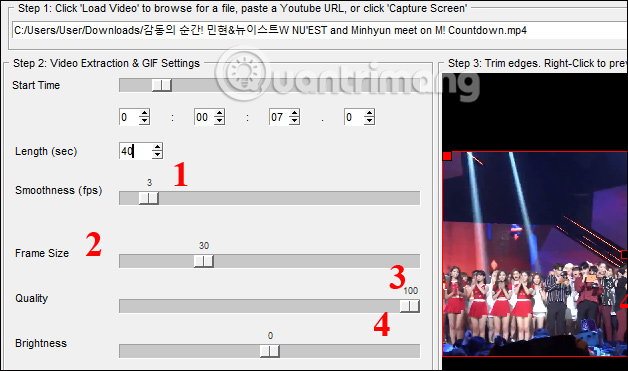 Step 1: Click 'Load Video' to browse for a file, paste a Youtube URL, or click 'Capture Screen'
C:/Users/User/Downloads/감동의 순간! 민현&뉴이스트W NU'EST and Minhyun meet on M! Countdown.mp4
Step 2: Video Extraction & GIF Settings
Step 3: Trim edges. Right-Click to prev
Quantrimang
Start Time
0 : 00 : 07 . 0
Length (sec) 40
1
Smoothness (fps) 3
2
Frame Size 30
3
Quality 100
4
Brightness 0